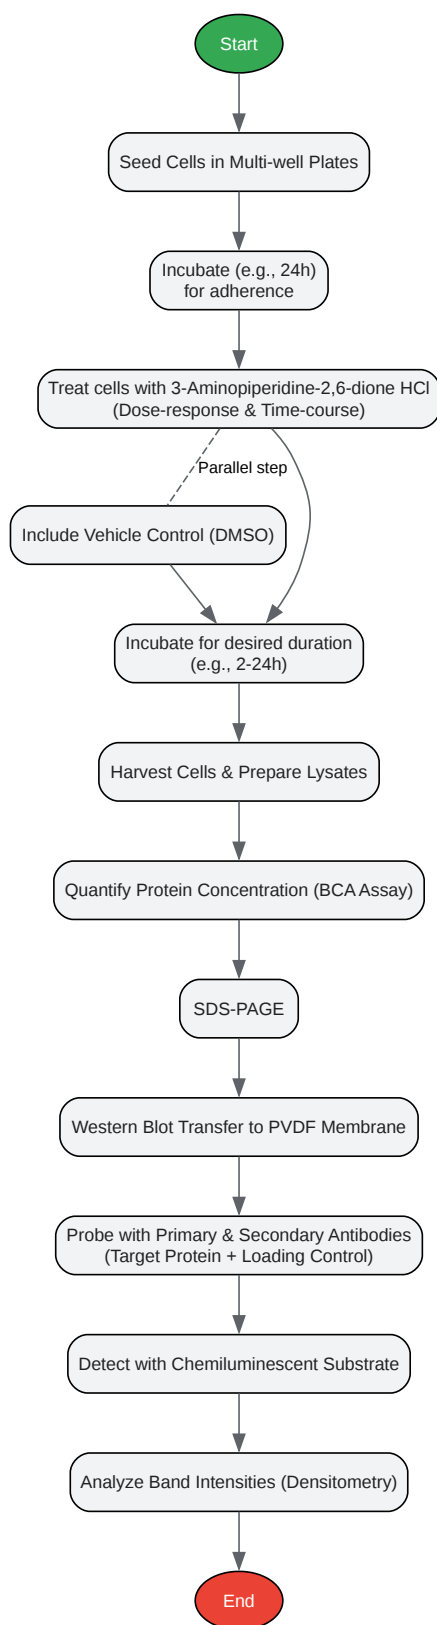 Start
Seed Cells in Multi-well Plates
Incubate (e.g., 24h)
for adherence
Treat cells with 3-Aminopiperidine-2,6-dione HCl
(Dose-response & Time-course)
Parallel step
Include Vehicle Control (DMSO)
Incubate for desired duration
(e.g., 2-24h)
Harvest Cells & Prepare Lysates
Quantify Protein Concentration (BCA Assay)
SDS-PAGE
Western Blot Transfer to PVDF Membrane
Probe with Primary & Secondary Antibodies
(Target Protein + Loading Control)
Detect with Chemiluminescent Substrate
Analyze Band Intensities (Densitometry)
End